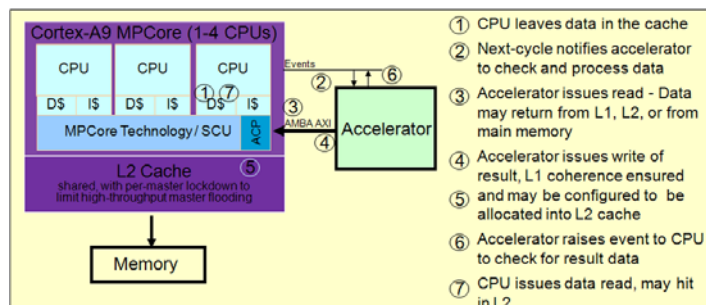 Cortex-A9 MPCore (1-4 CPUs)
CPU
CPU
CPU
D$
I$
D$
I$
1
7
D$
I$
MPCore Technology / SCU
ACP
L2 Cache
5
shared, with per-master lockdown to
limit high-throughput master flooding
Memory
Events
2
6
3
AMBA AXI
4
Accelerator
1 CPU leaves data in the cache
2 Next-cycle notifies accelerator
to check and process data
3 Accelerator issues read - Data
may return from L1, L2, or from
main memory
4 Accelerator issues write of
result, L1 coherence ensured
5 and may be configured to be
allocated into L2 cache
6 Accelerator raises event to CPU
to check for result data
7 CPU issues data read, may hit
in L2